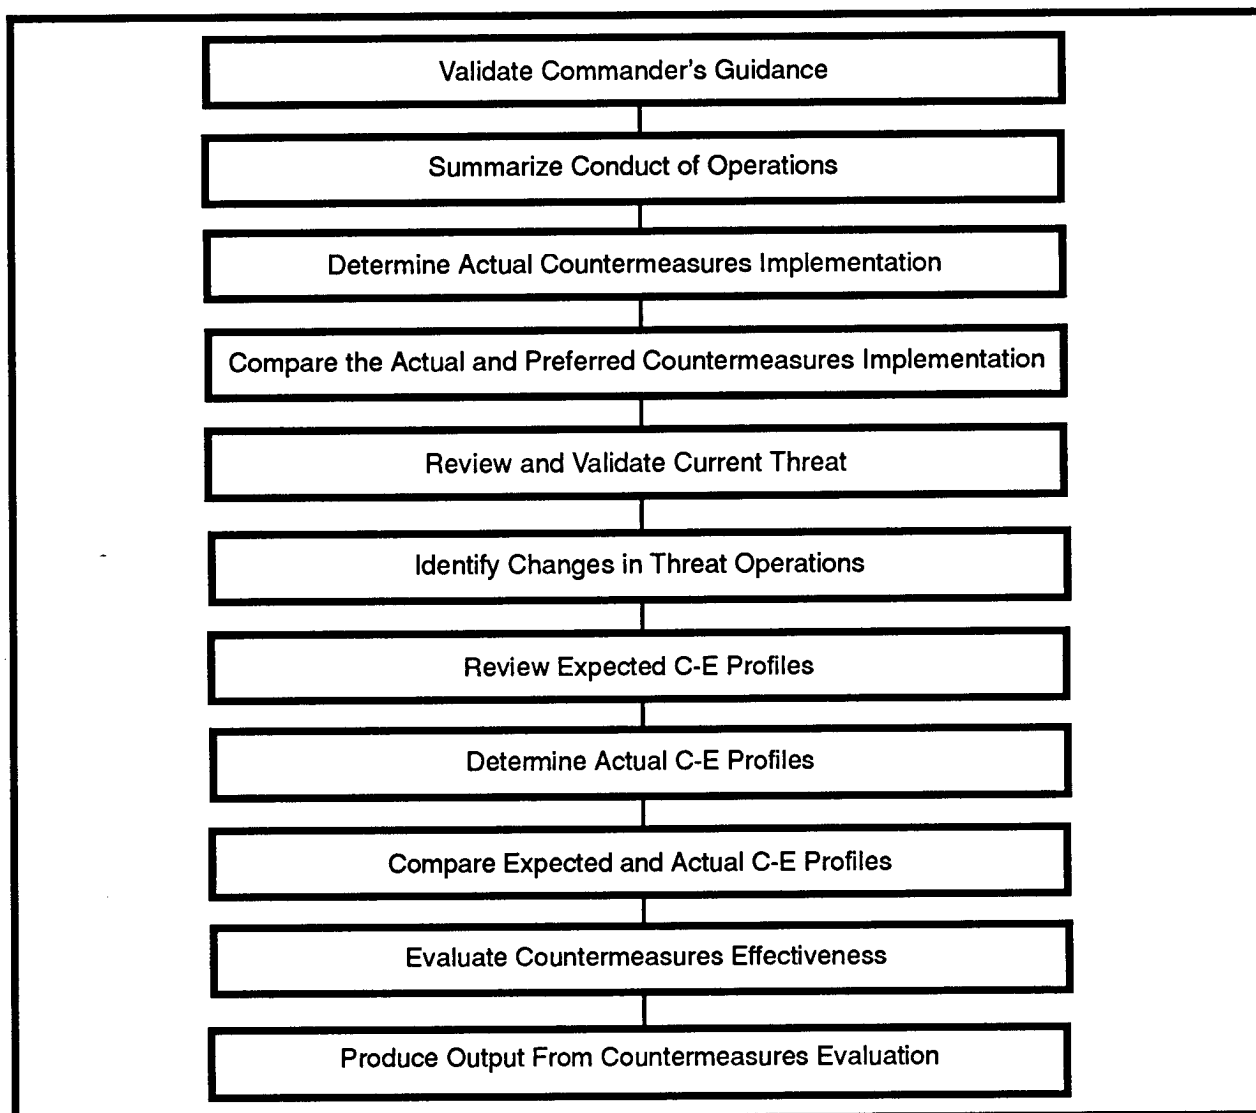 Validate Commander's Guidance
Summarize Conduct of Operations
Determine Actual Countermeasures Implementation
Compare the Actual and Preferred Countermeasures Implementation
Review and Validate Current Threat
Identify Changes in Threat Operations
Review Expected C-E Profiles
Determine Actual C-E Profiles
Compare Expected and Actual C-E Profiles
Evaluate Countermeasures Effectiveness
Produce Output From Countermeasures Evaluation